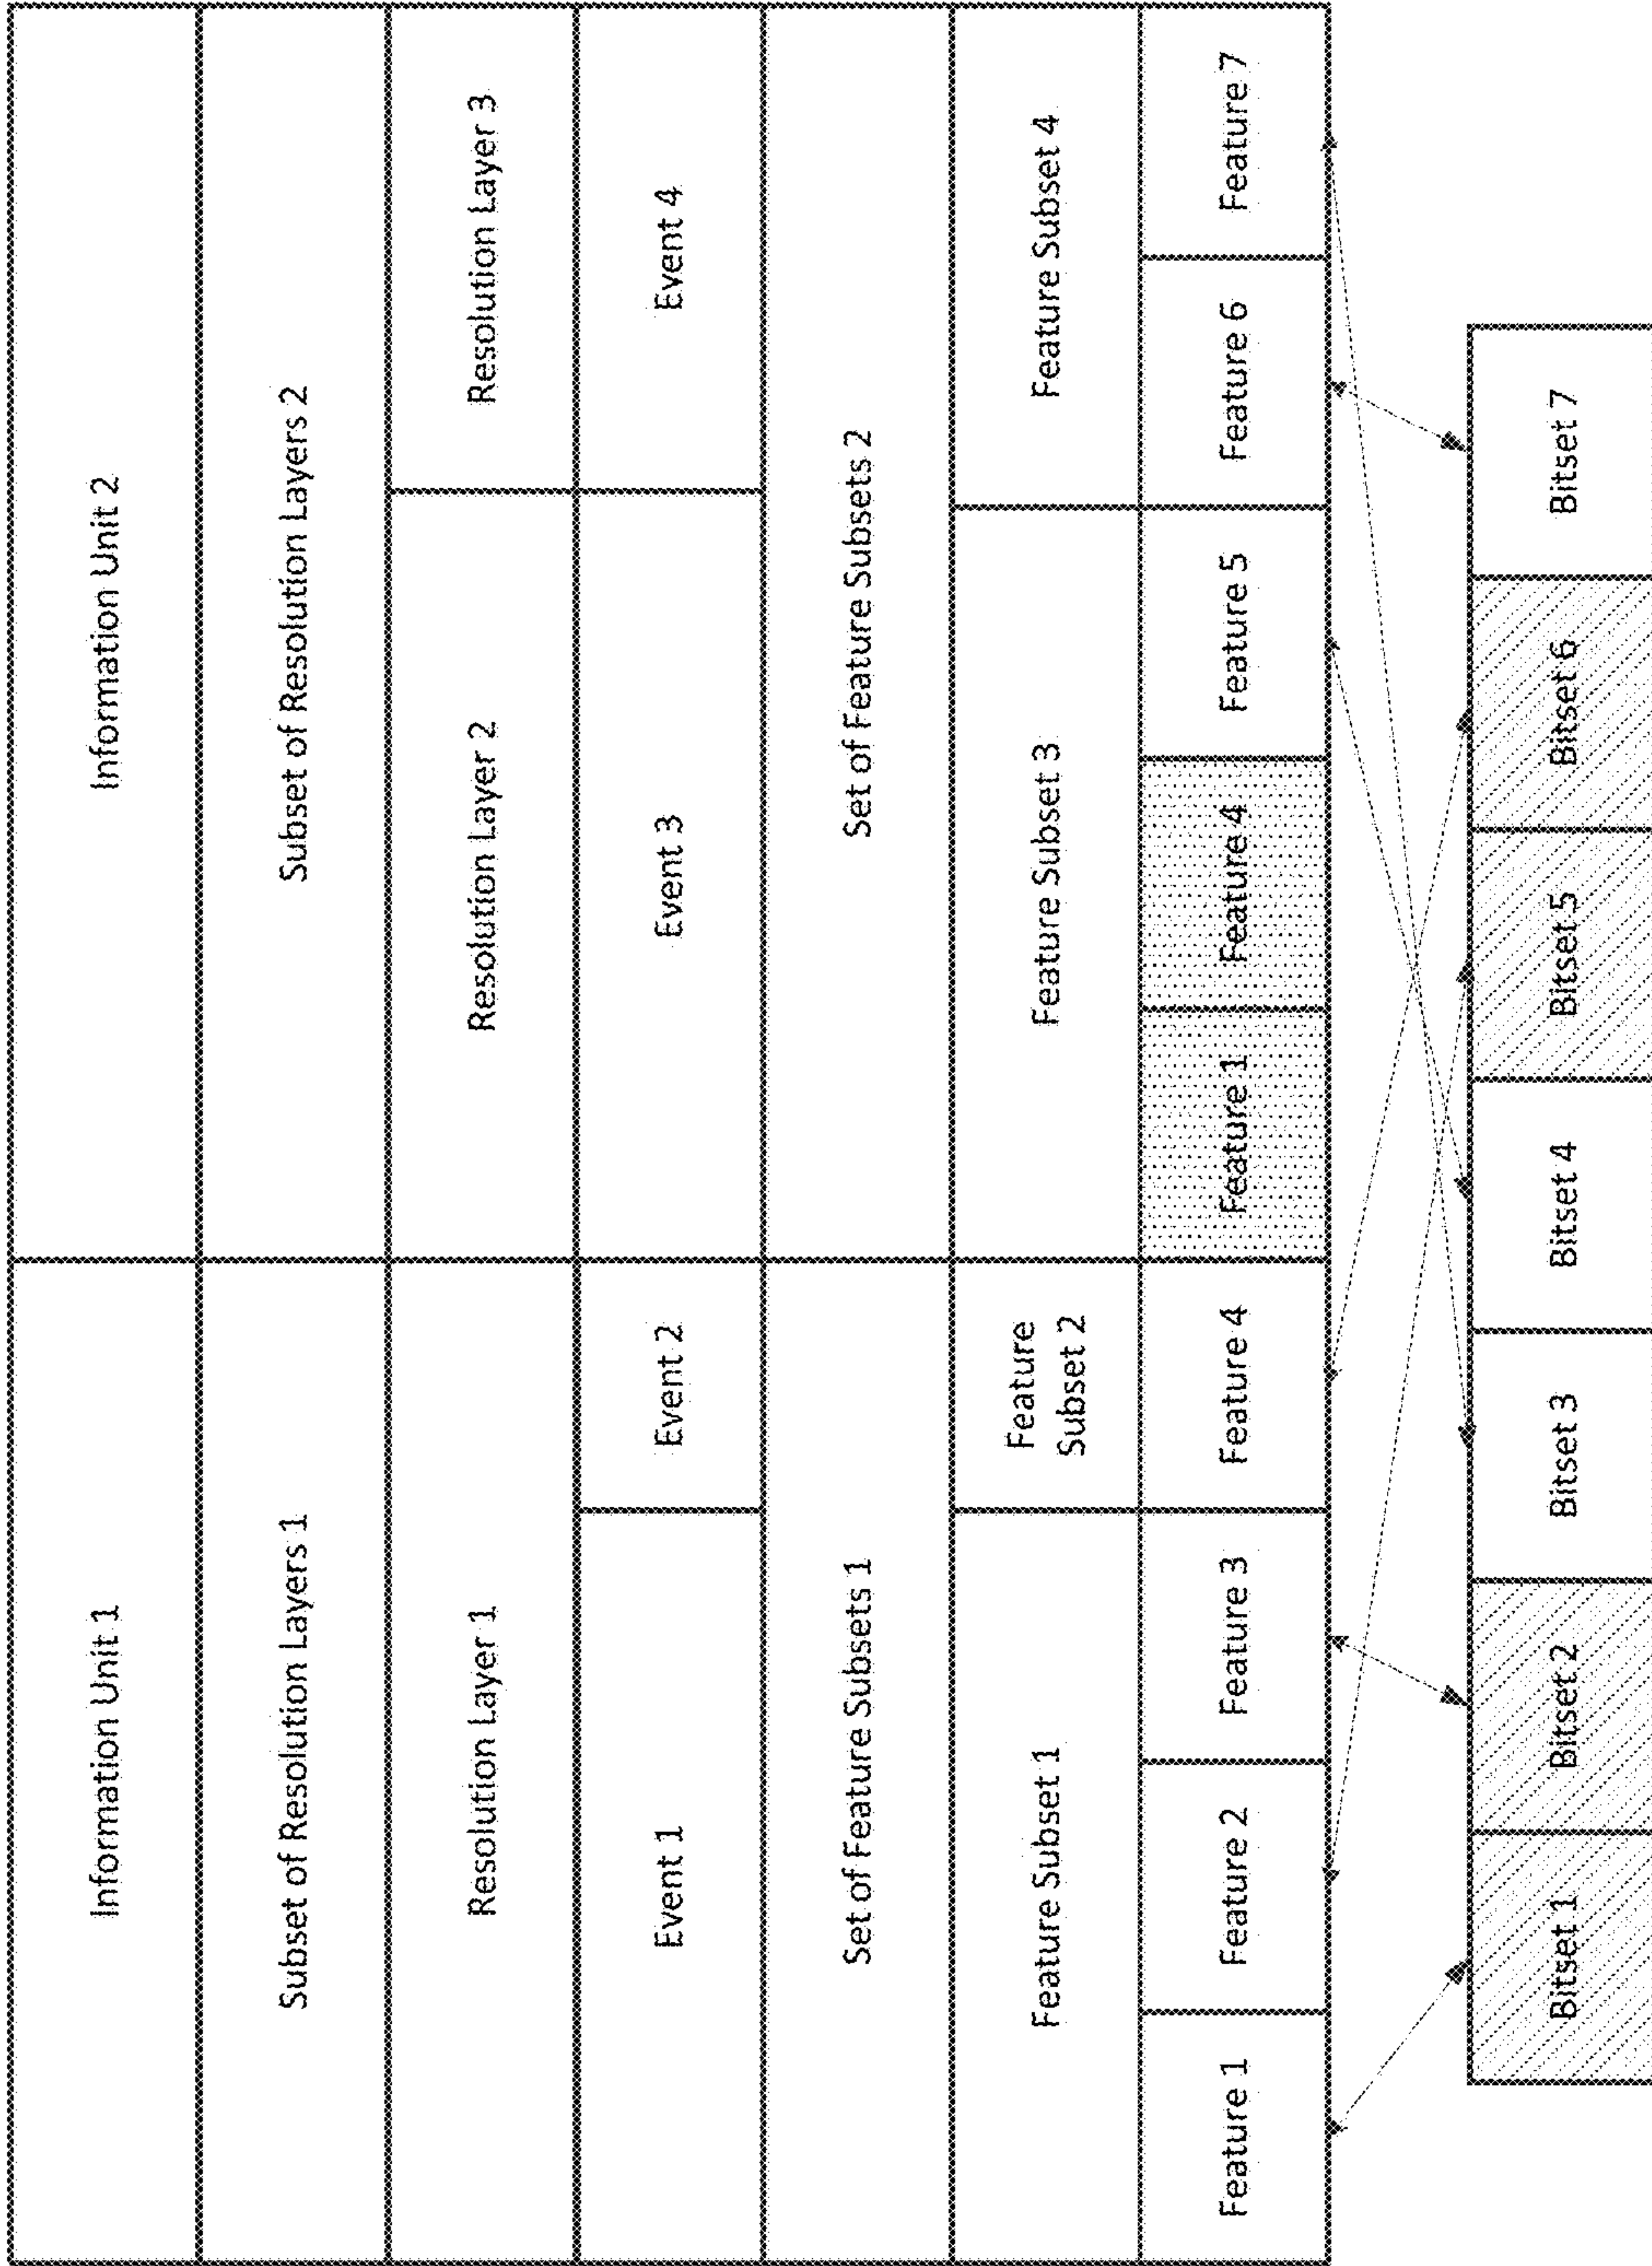 Information Unit 1
Information Unit 2
Subset of Resolution Layers 1
Subset of Resolution Layers 2
Resolution Layer 1
Resolution Layer 2
Resolution Layer 3
Event 1
Event 2
Event 3
Event 4
Set of Feature Subsets 1
Set of Feature Subsets 2
Feature Subset 1
Feature
Subset 2
Feature Subset 3
Feature Subset 4
Feature 1
Feature 2
Feature 3
Feature 4
Feature 1
Feature 4
Feature 5
Feature 6
Feature 7
Bitset 1
Bitset 2
Bitset 3
Bitset 4
Bitset 5
Bitset 6
Bitset 7